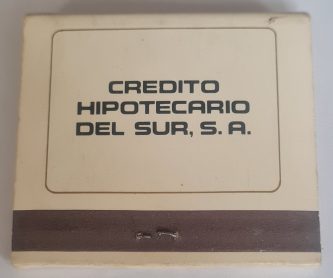 CREDITO
HIPOTECARIO
DEL SUR, S. A.